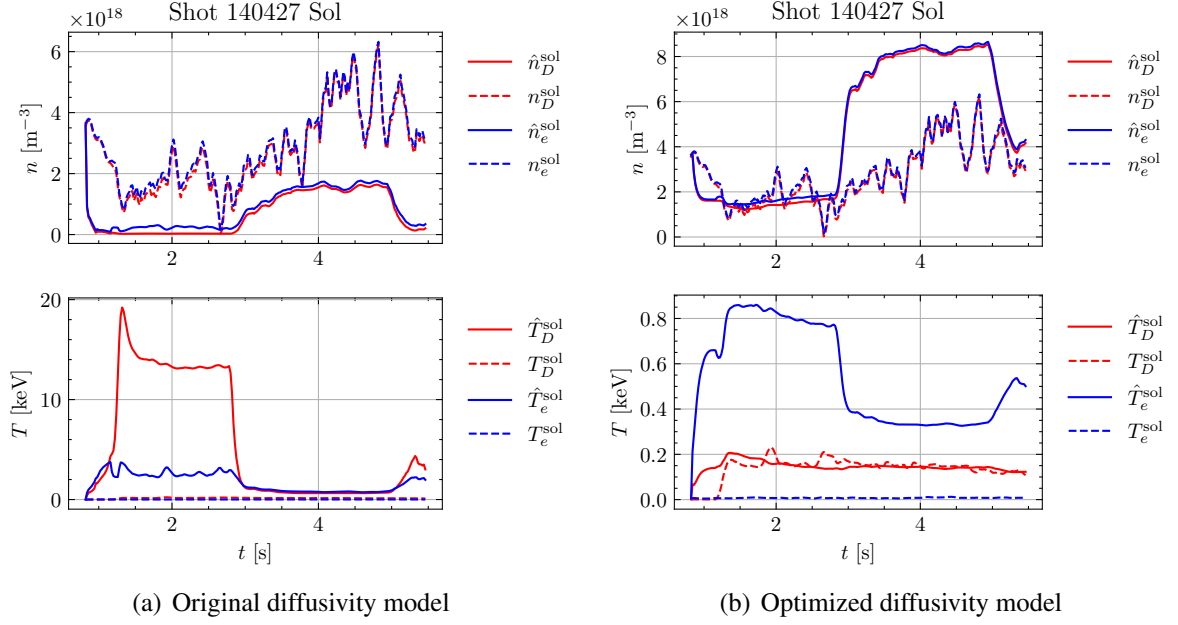 Shot 140427 Sol
×10^18
6
4
2
0
n [m^−3]
2
4
n̂_D^sol
n_D^sol
n̂_e^sol
n_e^sol
20
10
0
T [keV]
2
4
t [s]
T̂_D^sol
T_D^sol
T̂_e^sol
T_e^sol
(a) Original diffusivity model
Shot 140427 Sol
×10^18
8
6
4
2
0
n [m^−3]
2
4
n̂_D^sol
n_D^sol
n̂_e^sol
n_e^sol
0.8
0.6
0.4
0.2
0.0
T [keV]
2
4
t [s]
T̂_D^sol
T_D^sol
T̂_e^sol
T_e^sol
(b) Optimized diffusivity model